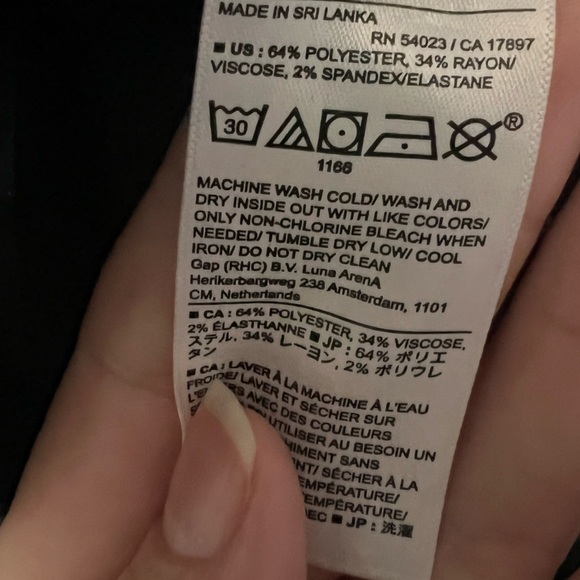 MADE IN SRI LANKA
RN 54023 / CA 17897
■ US : 64% POLYESTER, 34% RAYON/
VISCOSE, 2% SPANDEX/ELASTANE
30
®
1166
MACHINE WASH COLD/ WASH AND
DRY INSIDE OUT WITH LIKE COLORS/
ONLY NON-CHLORINE BLEACH WHEN
NEEDED/ TUMBLE DRY LOW/ COOL
IRON/ DO NOT DRY CLEAN
Gap (RHC) B.V. Luna ArenA
Herikerbergweg 238 Amsterdam, 1101
CM, Netherlands
■ CA : 64% POLYESTER, 34% VISCOSE,
2% ÉLASTHANNE ■ JP : 64% ポリエ
ステル, 34% レーヨン, 2% ポリウレ
タン
■ CA : LAVER À LA MACHINE À L'EAU
FROIDE/ LAVER ET SÉCHER SUR
AVEC DES COULEURS
UTILISER AU BESOIN UN
SANS
SÉCHER À LA
TEMPÉRATURE/
TEMPÉRATURE/
■ JP : 洗濯